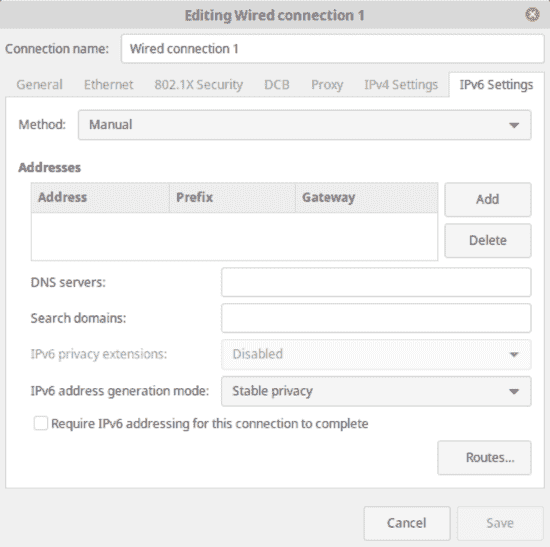 Editing Wired connection 1
Connection name: Wired connection 1
General Ethernet 802.1X Security DCB Proxy IPv4 Settings IPv6 Settings
Method: Manual
Addresses
Address Prefix Gateway
Add
Delete
DNS servers:
Search domains:
IPv6 privacy extensions: Disabled
IPv6 address generation mode: Stable privacy
Require IPv6 addressing for this connection to complete
Routes...
Cancel Save